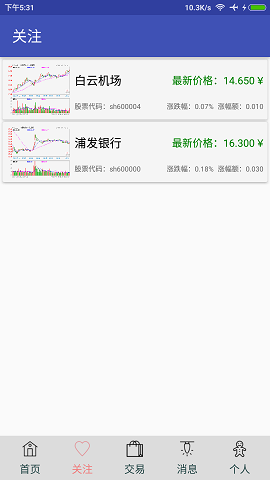 下午5:31
10.3K/s
关注
白云机场
最新价格：14.650 ¥
股票代码：sh600004
涨跌幅：0.07% 涨幅额：0.010
浦发银行
最新价格：16.300 ¥
股票代码：sh600000
涨跌幅：0.18% 涨幅额：0.030
首页
关注
交易
消息
个人